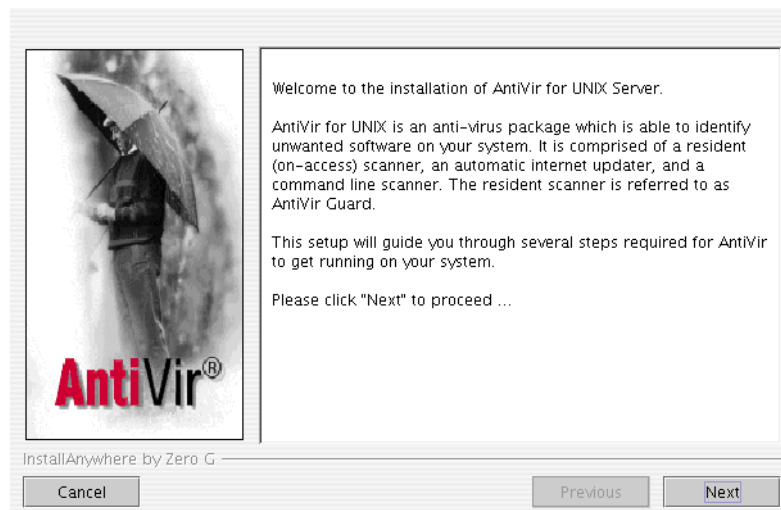 Welcome to the installation of AntiVir for UNIX Server.
AntiVir for UNIX is an anti-virus package which is able to identify
unwanted software on your system. It is comprised of a resident
(on-access) scanner, an automatic internet updater, and a
command line scanner. The resident scanner is referred to as
AntiVir Guard.
This setup will guide you through several steps required for AntiVir
to get running on your system.
Please click "Next" to proceed ...
AntiVir®
InstallAnywhere by Zero G
Cancel
Previous
Next